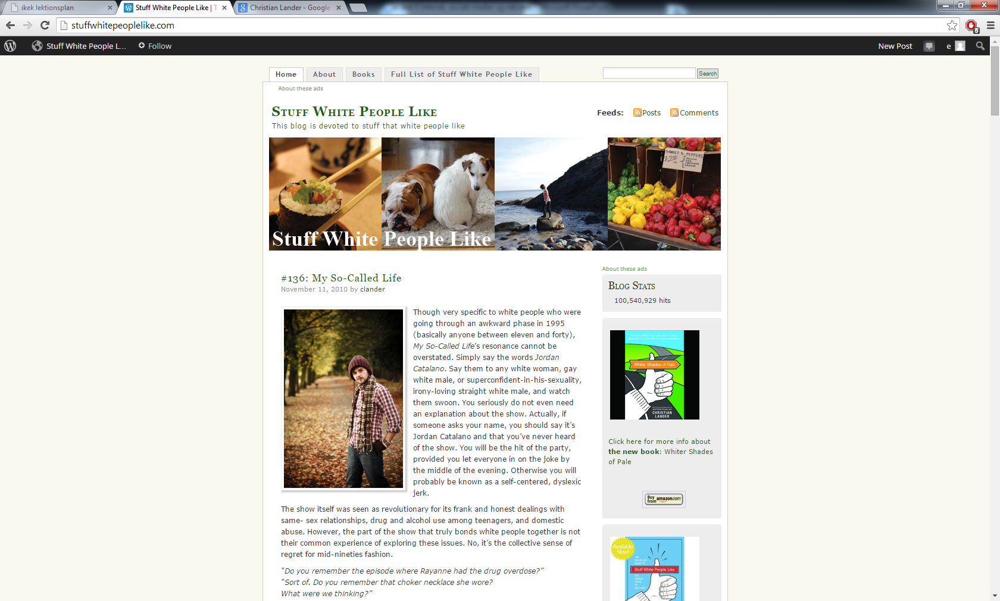 ikek lektionsplan
Stuff White People Like | T
Christian Lander - Google
stuffwhitepeoplelike.com
5
Stuff White People L...
Follow
New Post
e
Home
About
Books
Full List of Stuff White People Like
Search
About these ads
Stuff White People Like
This blog is devoted to stuff that white people like
Feeds:
Posts
Comments
SWEET PEPPERS
Stuff White People Like
#136: My So-Called Life
November 11, 2010 by clander
Though very specific to white people who were
going through an awkward phase in 1995
(basically anyone between eleven and forty),
My So-Called Life's resonance cannot be
overstated. Simply say the words Jordan
Catalano. Say them to any white woman, gay
white male, or superconfident-in-his-sexuality,
irony-loving straight white male, and watch
them swoon. You seriously do not even need
an explanation about the show. Actually, if
someone asks your name, you should say it's
Jordan Catalano and that you've never heard
of the show. You will be the hit of the party,
provided you let everyone in on the joke by
the middle of the evening. Otherwise you will
probably be known as a self-centered, dyslexic
jerk.
The show itself was seen as revolutionary for its frank and honest dealings with
same- sex relationships, drug and alcohol use among teenagers, and domestic
abuse. However, the part of the show that truly bonds white people together is not
their common experience of exploring these issues. No, it's the collective sense of
regret for mid-nineties fashion.
"Do you remember the episode where Rayanne had the drug overdose?"
"Sort of. Do you remember that choker necklace she wore?
What were we thinking?"
About these ads
Blog Stats
100,540,929 hits
Whiter Shades of Pale
CHRISTIAN
LANDER
Click here for more info about
the new book: Whiter Shades
of Pale
Buy
from amazon.com
Available
Now!
Stuff White People Like